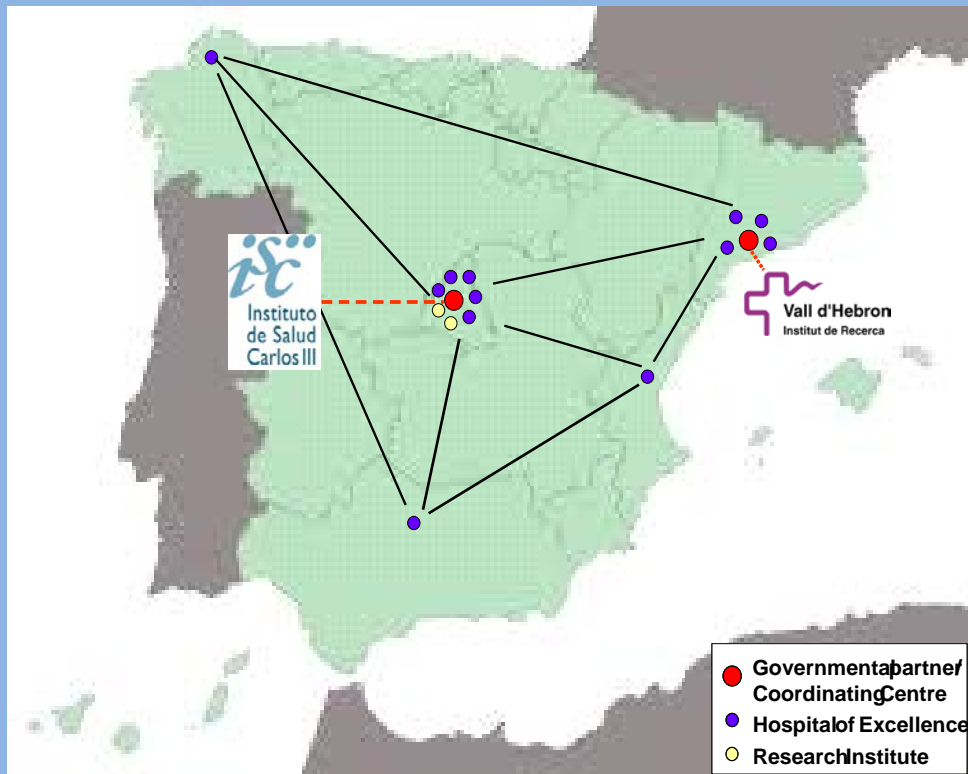 isc
Instituto
de Salud
Carlos III
Vall d'Hebron
Institut de Recerca
Governmental partner/
Coordinating Centre
Hospital of Excellence
Research Institute